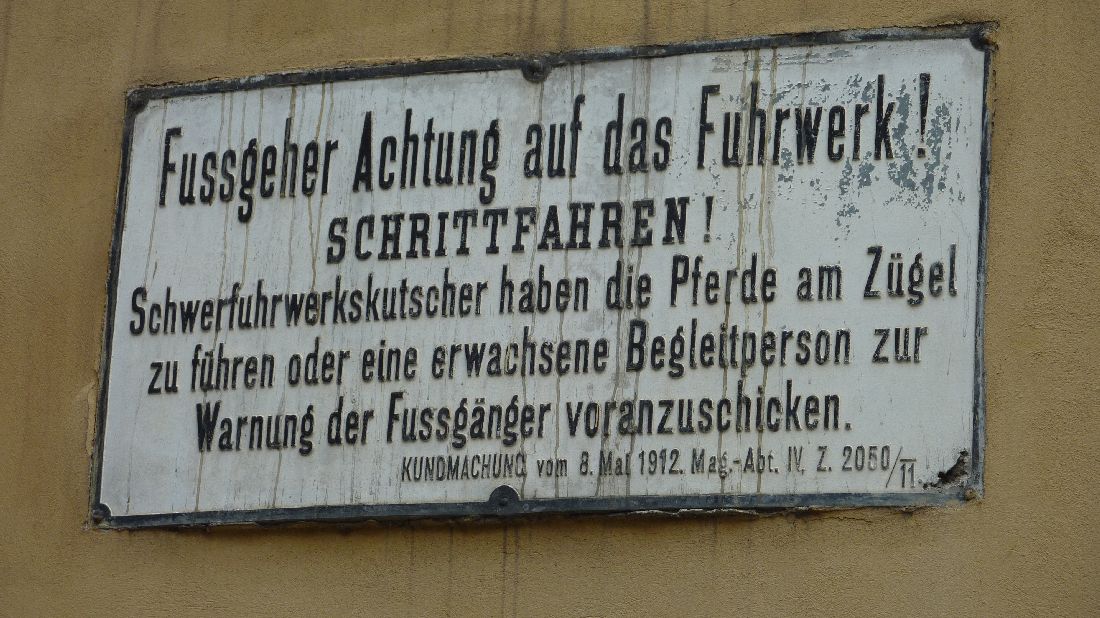 Fussgeher Achtung auf das Fuhrwerk!
SCHRITTFAHREN!
Schwerfuhrwerkskutscher haben die Pferde am Zügel
zu führen oder eine erwachsene Begleitperson zur
Warnung der Fussgänger voranzuschicken.
KUNDMACHUNG vom 8. Mai 1912. Mag.-Abt. IV, Z. 2050/11.